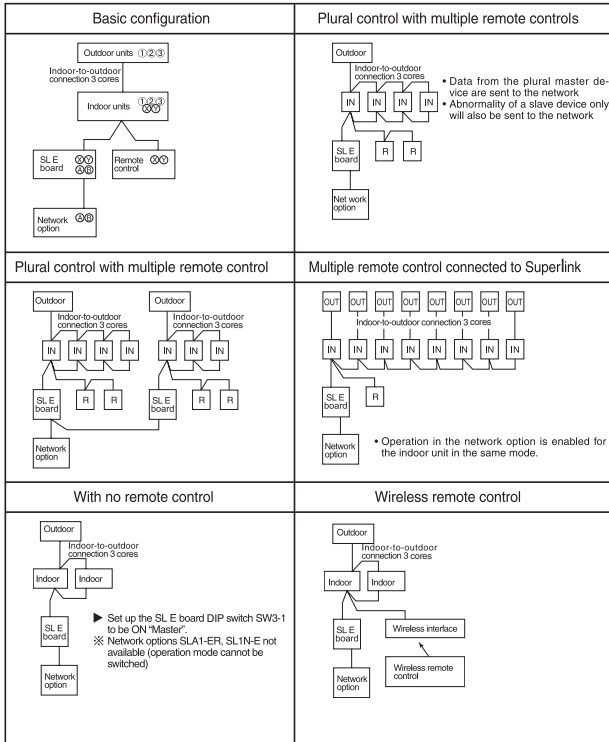 Basic configuration
Outdoor units ①②③
Indoor-to-outdoor
connection 3 cores
Indoor units ①②③
ⓍⓎ
SL E
board ⓍⓎ
ⒶⒷ
Remote
control ⓍⓎ
Network
option ⒶⒷ
Plural control with multiple remote controls
Outdoor
Indoor-to-outdoor
connection 3 cores
IN IN IN IN
SL E
board
R R
Net work
option
• Data from the plural master de-
vice are sent to the network
• Abnormality of a slave device only
will also be sent to the network
Plural control with multiple remote control
Outdoor Outdoor
Indoor-to-outdoor
connection 3 cores
Indoor-to-outdoor
connection 3 cores
IN IN IN IN IN IN IN IN
SL E
board
R R
SL E
board
R R
Network
option
Multiple remote control connected to Superlink
OUT OUT OUT OUT OUT OUT OUT OUT
Indoor-to-outdoor connection 3 cores
IN IN IN IN IN IN IN IN
SL E
board
R
Network
option
• Operation in the network option is enabled for
the indoor unit in the same mode.
With no remote control
Outdoor
Indoor-to-outdoor
connection 3 cores
Indoor Indoor
SL E
board
Network
option
▶ Set up the SL E board DIP switch SW3-1
to be ON “Master”.
※ Network options SLA1-ER, SL1N-E not
available (operation mode cannot be
switched)
Wireless remote control
Outdoor
Indoor-to-outdoor
connection 3 cores
Indoor Indoor
SL E
board
Wireless interface
Network
option
Wireless remote
control